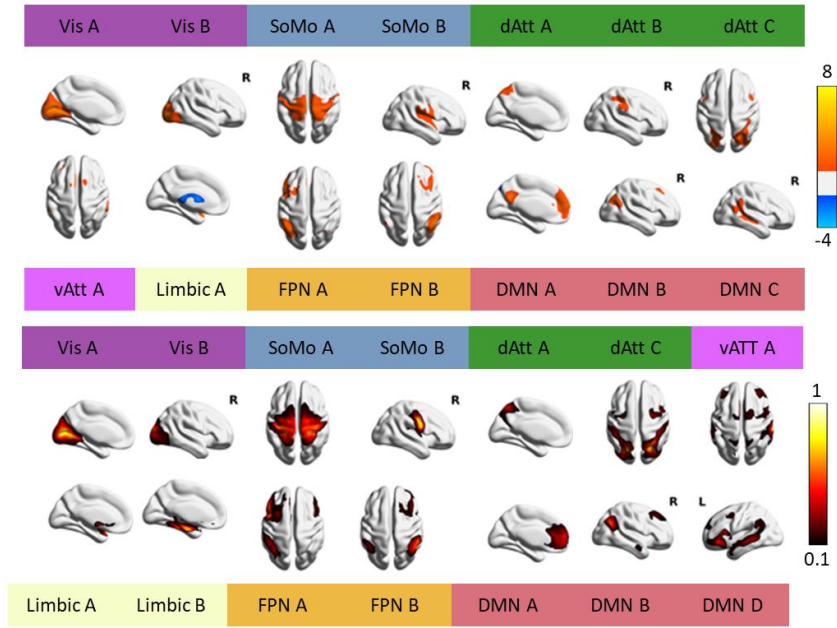 Vis A Vis B SoMo A SoMo B dAtt A dAtt B dAtt C
R R R 8
R R -4
vAtt A Limbic A FPN A FPN B DMN A DMN B DMN C
Vis A Vis B SoMo A SoMo B dAtt A dAtt C vATT A
R R 1
R L 0.1
Limbic A Limbic B FPN A FPN B DMN A DMN B DMN D